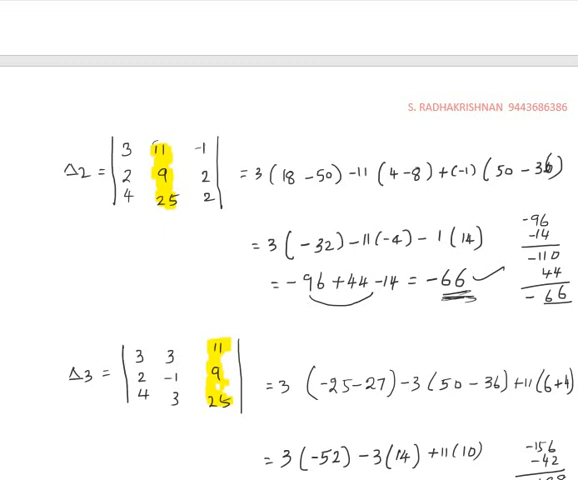 S. RADHAKRISHNAN 9443686386
Δ2 = | 3 11 -1 | = 3 (18 - 50) - 11 (4 - 8) + (-1) (50 - 36)
| 2 9 2 |
| 4 25 2 |
= 3 (-32) - 11 (-4) - 1 (14)
= -96 + 44 - 14 = -66 ✓
-96
-14
-110
44
-66
Δ3 = | 3 3 11 | = 3 (-25 - 27) - 3 (50 - 36) + 11 (6 + 4)
| 2 -1 9 |
| 4 3 25 |
= 3 (-52) - 3 (14) + 11 (10)
-156
-42